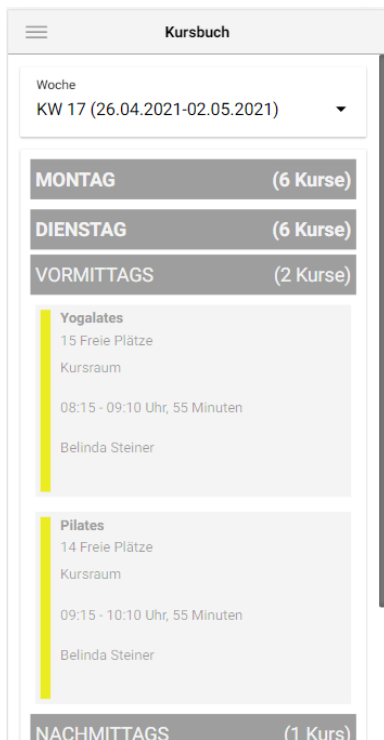 Kursbuch
Woche
KW 17 (26.04.2021-02.05.2021)
MONTAG (6 Kurse)
DIENSTAG (6 Kurse)
VORMITTAGS (2 Kurse)
Yogalates
15 Freie Plätze
Kursraum
08:15 - 09:10 Uhr, 55 Minuten
Belinda Steiner
Pilates
14 Freie Plätze
Kursraum
09:15 - 10:10 Uhr, 55 Minuten
Belinda Steiner
NACHMITTAGS (1 Kurs)